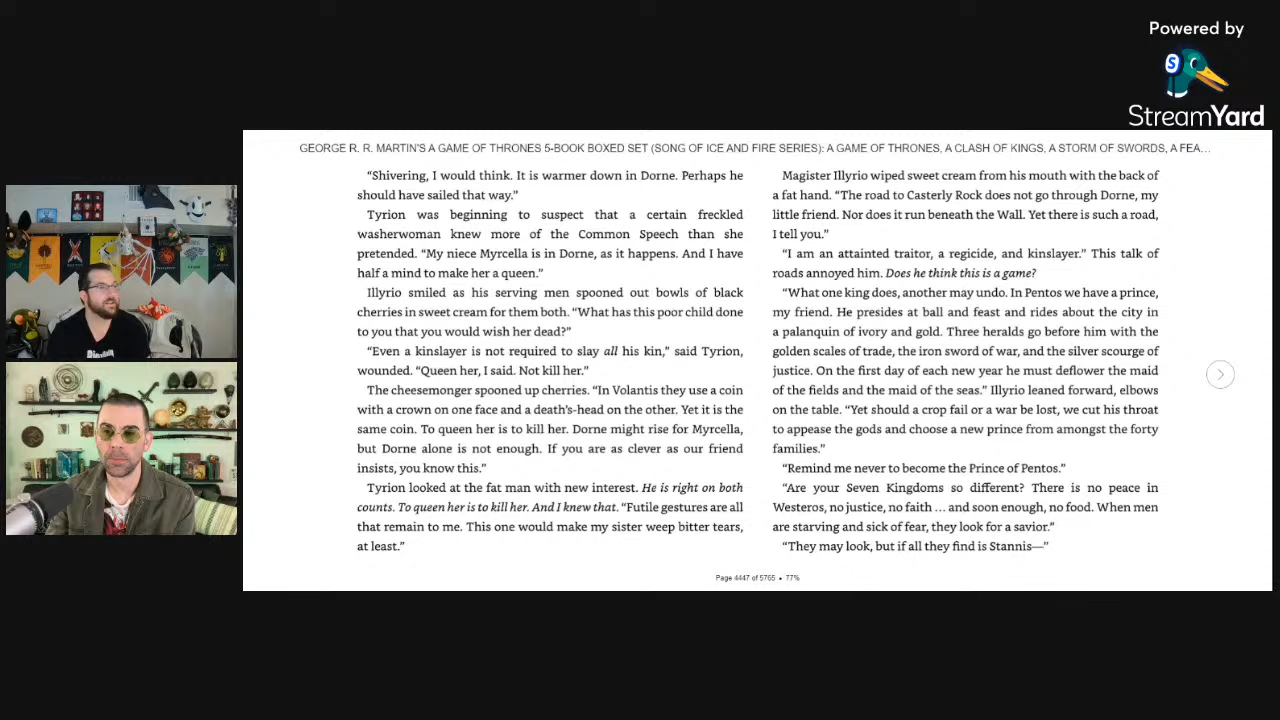 Powered by
S
StreamYard
GEORGE R. R. MARTIN'S A GAME OF THRONES 5-BOOK BOXED SET (SONG OF ICE AND FIRE SERIES): A GAME OF THRONES, A CLASH OF KINGS, A STORM OF SWORDS, A FEA...
“Shivering, I would think. It is warmer down in Dorne. Perhaps he
should have sailed that way.”
Tyrion was beginning to suspect that a certain freckled
washerwoman knew more of the Common Speech than she
pretended. “My niece Myrcella is in Dorne, as it happens. And I have
half a mind to make her a queen.”
Illyrio smiled as his serving men spooned out bowls of black
cherries in sweet cream for them both. “What has this poor child done
to you that you would wish her dead?”
“Even a kinslayer is not required to slay all his kin,” said Tyrion,
wounded. “Queen her, I said. Not kill her.”
The cheesemonger spooned up cherries. “In Volantis they use a coin
with a crown on one face and a death’s-head on the other. Yet it is the
same coin. To queen her is to kill her. Dorne might rise for Myrcella,
but Dorne alone is not enough. If you are as clever as our friend
insists, you know this.”
Tyrion looked at the fat man with new interest. He is right on both
counts. To queen her is to kill her. And I knew that. “Futile gestures are all
that remain to me. This one would make my sister weep bitter tears,
at least.”
Magister Illyrio wiped sweet cream from his mouth with the back of
a fat hand. “The road to Casterly Rock does not go through Dorne, my
little friend. Nor does it run beneath the Wall. Yet there is such a road,
I tell you.”
“I am an attainted traitor, a regicide, and kinslayer.” This talk of
roads annoyed him. Does he think this is a game?
“What one king does, another may undo. In Pentos we have a prince,
my friend. He presides at ball and feast and rides about the city in
a palanquin of ivory and gold. Three heralds go before him with the
golden scales of trade, the iron sword of war, and the silver scourge of
justice. On the first day of each new year he must deflower the maid
of the fields and the maid of the seas.” Illyrio leaned forward, elbows
on the table. “Yet should a crop fail or a war be lost, we cut his throat
to appease the gods and choose a new prince from amongst the forty
families.”
“Remind me never to become the Prince of Pentos.”
“Are your Seven Kingdoms so different? There is no peace in
Westeros, no justice, no faith ... and soon enough, no food. When men
are starving and sick of fear, they look for a savior.”
“They may look, but if all they find is Stannis—”
Page 4447 of 5765 • 77%